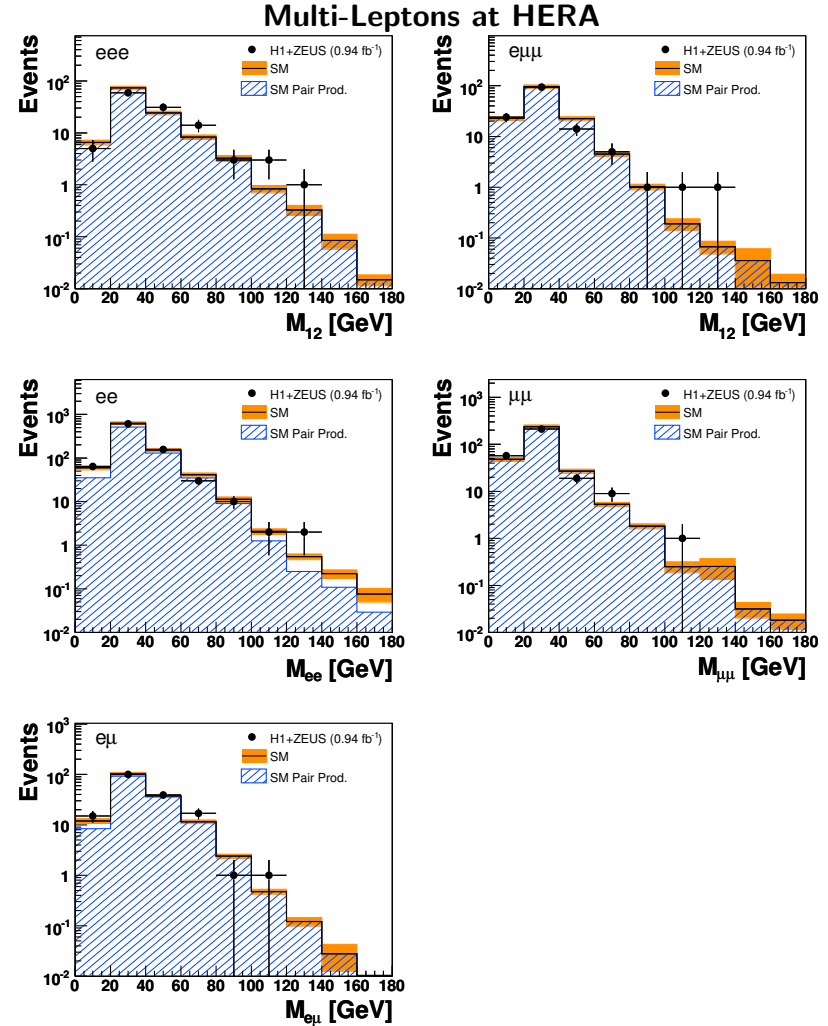 Multi-Leptons at HERA
eee
H1+ZEUS (0.94 fb⁻¹)
SM
SM Pair Prod.
Events
10²
10
1
10⁻¹
10⁻²
0 20 40 60 80 100 120 140 160 180
M₁₂ [GeV]
eμμ
H1+ZEUS (0.94 fb⁻¹)
SM
SM Pair Prod.
Events
10²
10
1
10⁻¹
10⁻²
0 20 40 60 80 100 120 140 160 180
M₁₂ [GeV]
ee
H1+ZEUS (0.94 fb⁻¹)
SM
SM Pair Prod.
Events
10³
10²
10
1
10⁻¹
10⁻²
0 20 40 60 80 100 120 140 160 180
Mₑₑ [GeV]
μμ
H1+ZEUS (0.94 fb⁻¹)
SM
SM Pair Prod.
Events
10³
10²
10
1
10⁻¹
10⁻²
0 20 40 60 80 100 120 140 160 180
M_μμ [GeV]
eμ
H1+ZEUS (0.94 fb⁻¹)
SM
SM Pair Prod.
Events
10³
10²
10
1
10⁻¹
10⁻²
0 20 40 60 80 100 120 140 160 180
M_eμ [GeV]